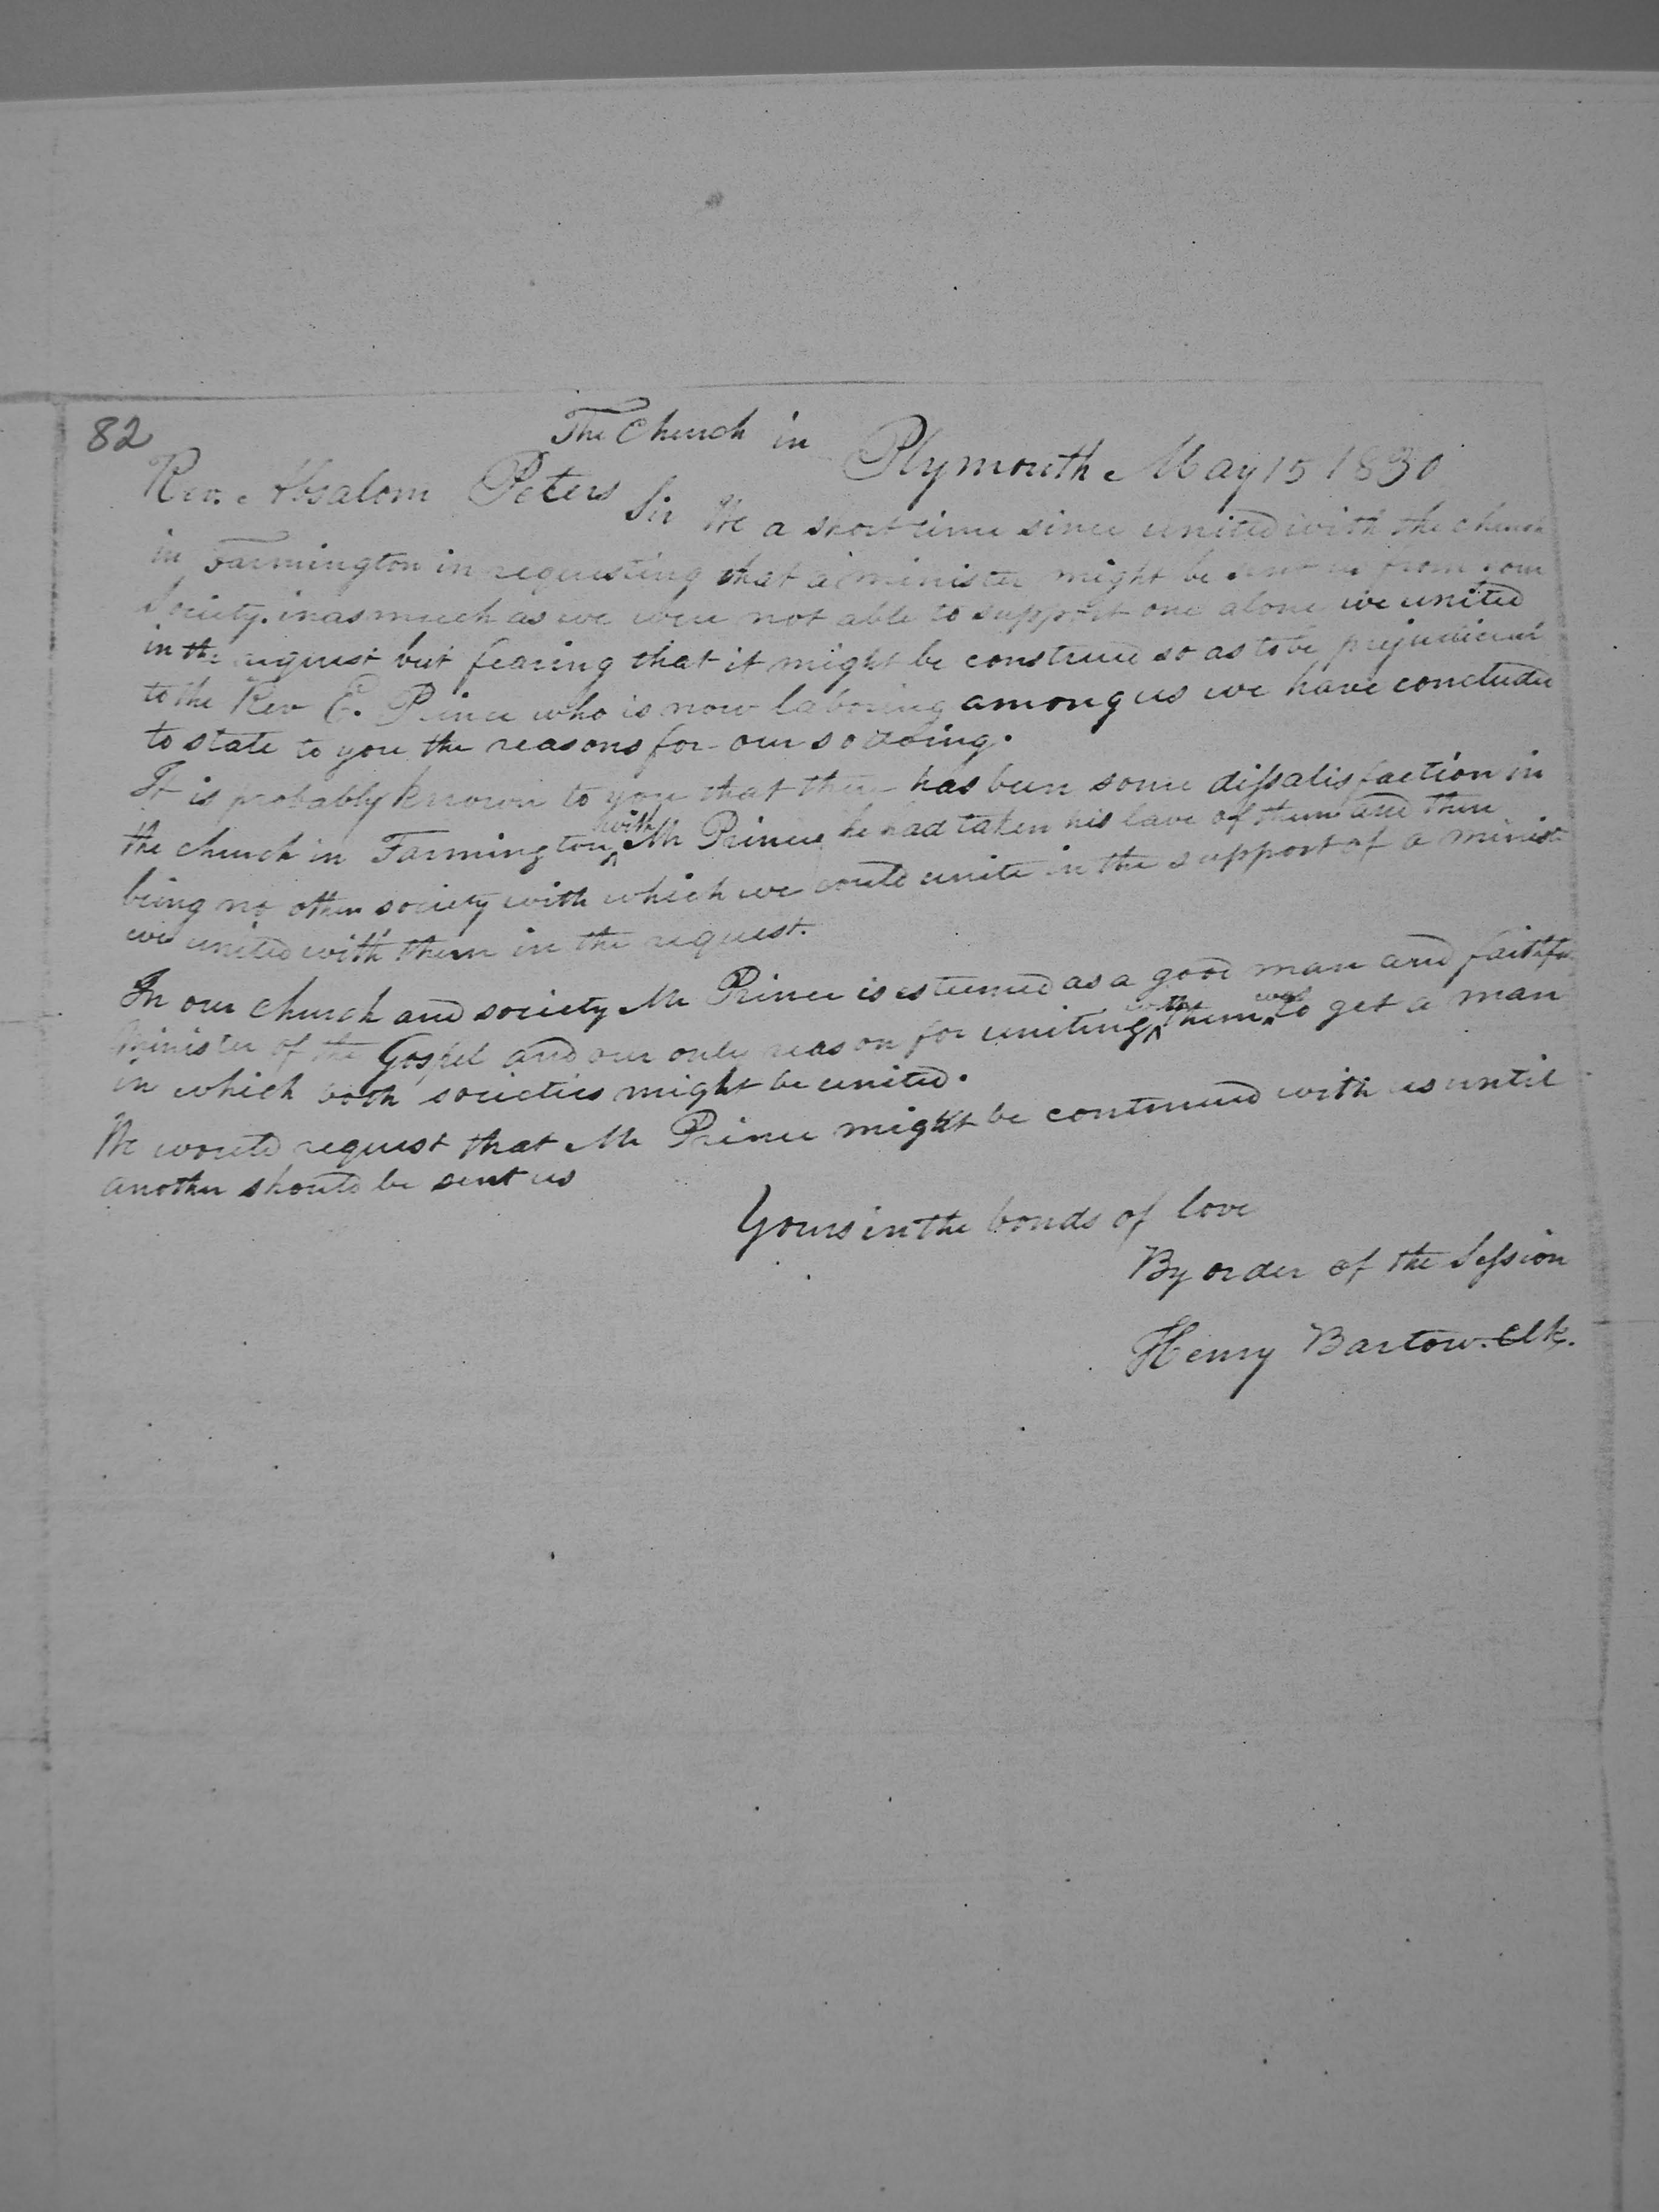 82
The Church in Plymouth May 15 1830
Rev. Absalom Peters Sir We a short time since united with the church
in Farmington in requesting that a minister might be sent us from your
Society. inasmuch as we were not able to support one alone we united
in the request but fearing that it might be construed so as to be prejudicial
to the Rev E. Prince who is now laboring among us we have concluded
to state to you the reasons for our so doing.
It is probably known to you that there has been some dissatisfaction in
the church in Farmington with Mr Prince he had taken his lave of them and there
being no other society with which we could unite in the support of a minist
we united with them in the request.
In our church and society Mr Prince is esteemed as a good man and faithfu
Minister of the Gospel and our only reason for uniting with them was to get a man
in which both societies might be united.
We would request that Mr Prince might be continued with us until
another should be sent us
Yours in the bonds of love
By order of the Session
Henry Bartow. Clk.